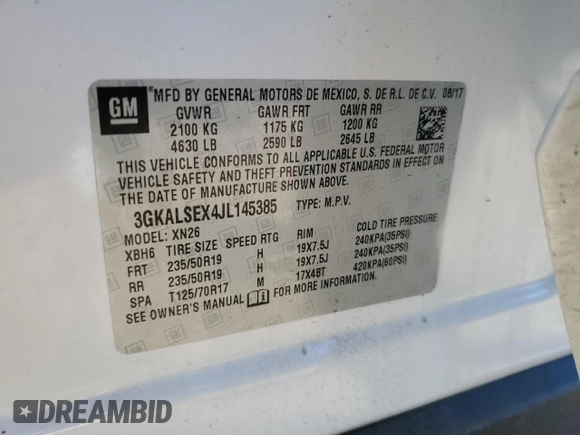 GM
MFD BY GENERAL MOTORS DE MEXICO, S. DE R.L. DE C.V. 08/17
GVWR GAWR FRT GAWR RR
2100 KG 1175 KG 1200 KG
4630 LB 2590 LB 2645 LB
THIS VEHICLE CONFORMS TO ALL APPLICABLE U.S. FEDERAL MOTOR
VEHICLE SAFETY AND THEFT PREVENTION STANDARDS IN EFFECT ON
THE DATE OF MANUFACTURE SHOWN ABOVE.
3GKALSEX4JL145385 TYPE: M.P.V.
MODEL: XN26
XBH6 TIRE SIZE SPEED RTG RIM COLD TIRE PRESSURE
FRT 235/50R19 H 19X7.5J 240KPA(35PSI)
RR 235/50R19 H 19X7.5J 240KPA(35PSI)
SPA T125/70R17 M 17X4BT 420KPA(60PSI)
SEE OWNER'S MANUAL FOR MORE INFORMATION.
DREAMBID